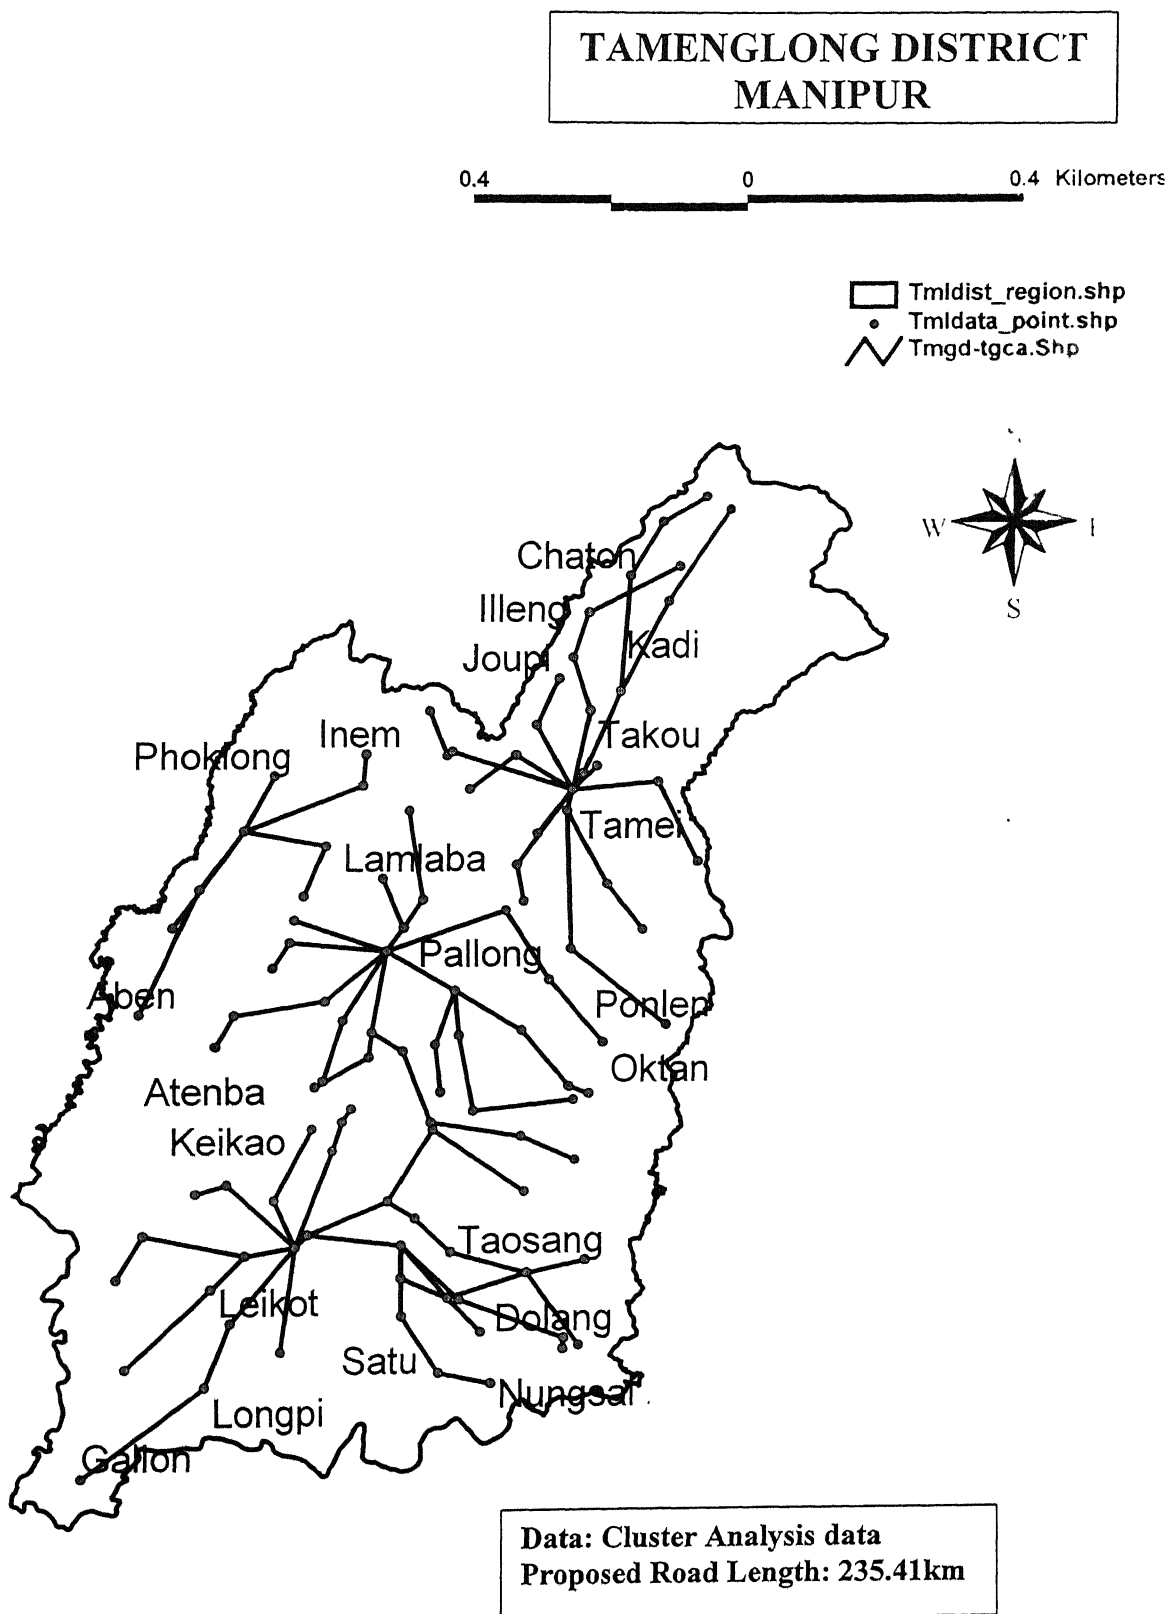 TAMENGLONG DISTRICT
MANIPUR
0.4 0 0.4 Kilometers
Tmldist_region.shp
Tmldata_point.shp
Tmgd-tgca.Shp
W
S
Chaton
Illeng
Kadi
Joupi
Inem
Takou
Phoklong
Tamei
Lamlaba
Pallong
Aben
Ponlen
Oktan
Atenba
Keikao
Taosang
Leikot
Dolang
Satu
Nungsai
Longpi
Gallon
Data: Cluster Analysis data
Proposed Road Length: 235.41km